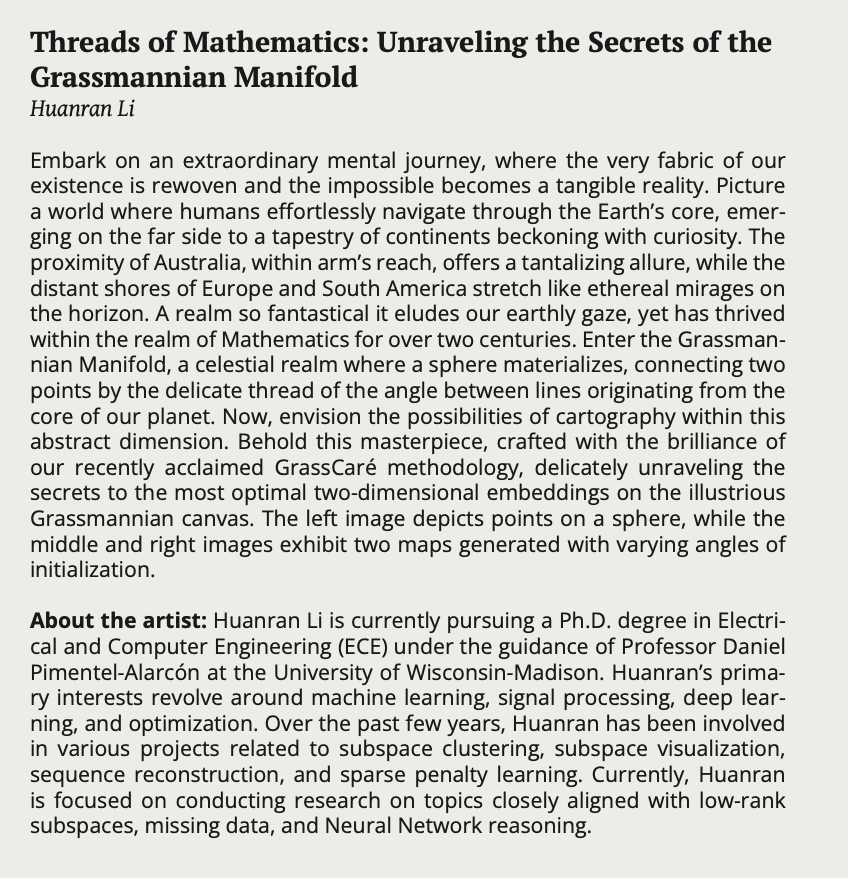 Threads of Mathematics: Unraveling the Secrets of the
Grassmannian Manifold
Huanran Li
Embark on an extraordinary mental journey, where the very fabric of our
existence is rewoven and the impossible becomes a tangible reality. Picture
a world where humans effortlessly navigate through the Earth’s core, emer-
ging on the far side to a tapestry of continents beckoning with curiosity. The
proximity of Australia, within arm’s reach, offers a tantalizing allure, while the
distant shores of Europe and South America stretch like ethereal mirages on
the horizon. A realm so fantastical it eludes our earthly gaze, yet has thrived
within the realm of Mathematics for over two centuries. Enter the Grassman-
nian Manifold, a celestial realm where a sphere materializes, connecting two
points by the delicate thread of the angle between lines originating from the
core of our planet. Now, envision the possibilities of cartography within this
abstract dimension. Behold this masterpiece, crafted with the brilliance of
our recently acclaimed GrassCaré methodology, delicately unraveling the
secrets to the most optimal two-dimensional embeddings on the illustrious
Grassmannian canvas. The left image depicts points on a sphere, while the
middle and right images exhibit two maps generated with varying angles of
initialization.
About the artist: Huanran Li is currently pursuing a Ph.D. degree in Electri-
cal and Computer Engineering (ECE) under the guidance of Professor Daniel
Pimentel-Alarcón at the University of Wisconsin-Madison. Huanran’s prima-
ry interests revolve around machine learning, signal processing, deep lear-
ning, and optimization. Over the past few years, Huanran has been involved
in various projects related to subspace clustering, subspace visualization,
sequence reconstruction, and sparse penalty learning. Currently, Huanran
is focused on conducting research on topics closely aligned with low-rank
subspaces, missing data, and Neural Network reasoning.